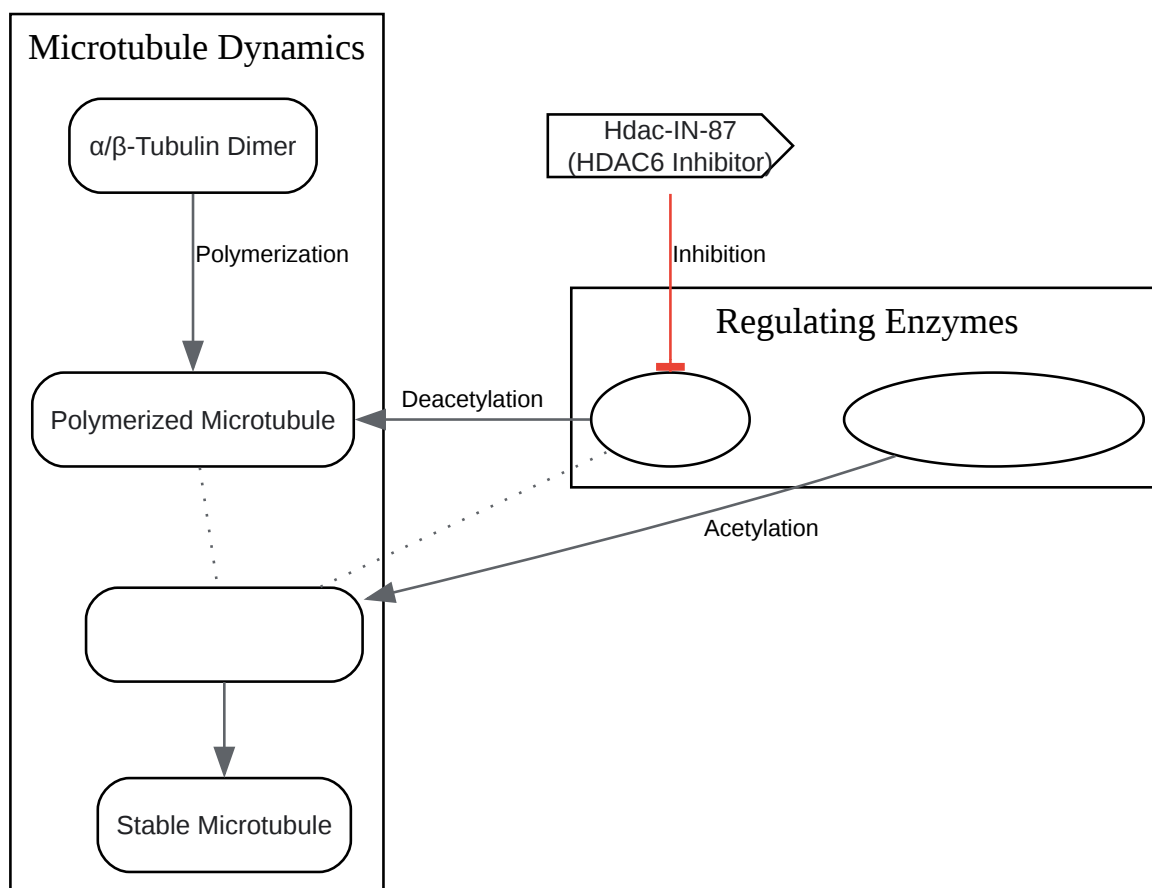 Microtubule Dynamics
α/β-Tubulin Dimer
Hdac-IN-87
(HDAC6 Inhibitor)
Polymerization
Inhibition
Regulating Enzymes
Polymerized Microtubule
Deacetylation
Acetylation
Stable Microtubule